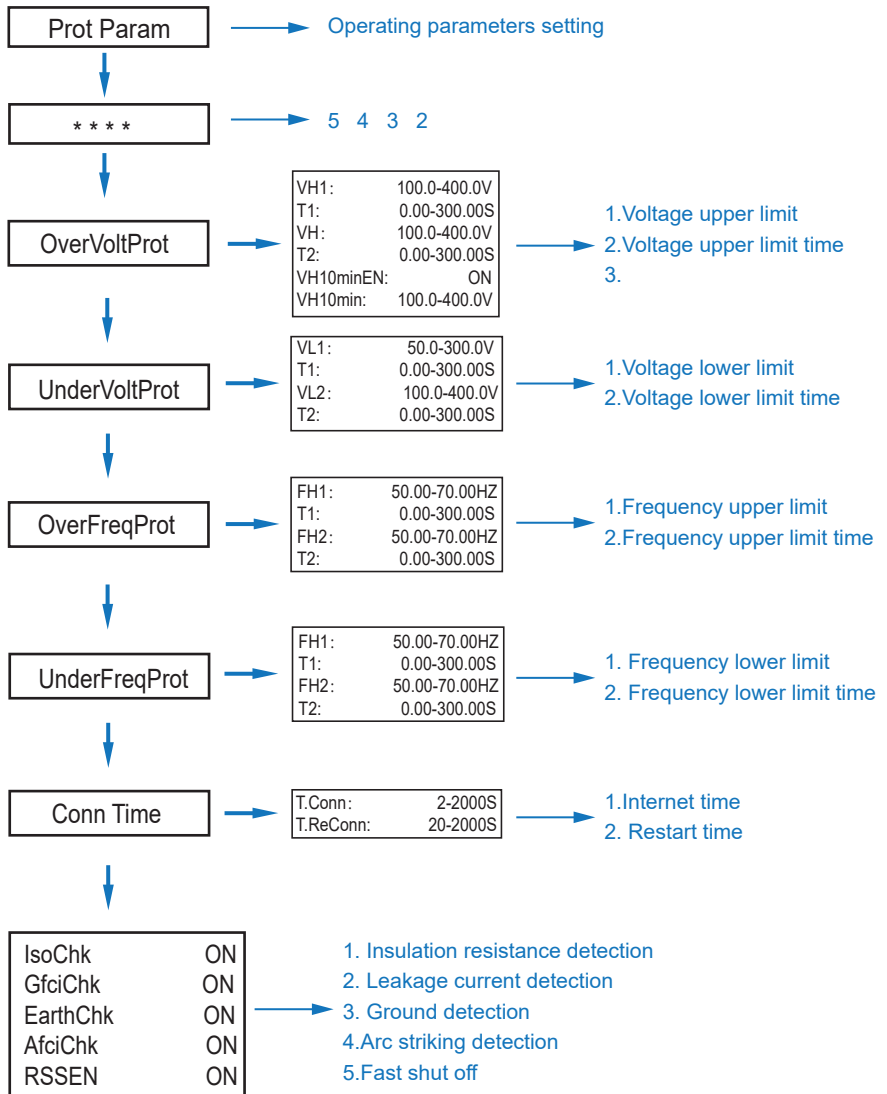 Prot Param
Operating parameters setting
* * * *
5 4 3 2
OverVoltProt
VH1: 100.0-400.0V
T1: 0.00-300.00S
VH: 100.0-400.0V
T2: 0.00-300.00S
VH10minEN: ON
VH10min: 100.0-400.0V
1.Voltage upper limit
2.Voltage upper limit time
3.
UnderVoltProt
VL1: 50.0-300.0V
T1: 0.00-300.00S
VL2: 100.0-400.0V
T2: 0.00-300.00S
1.Voltage lower limit
2.Voltage lower limit time
OverFreqProt
FH1: 50.00-70.00HZ
T1: 0.00-300.00S
FH2: 50.00-70.00HZ
T2: 0.00-300.00S
1.Frequency upper limit
2.Frequency upper limit time
UnderFreqProt
FH1: 50.00-70.00HZ
T1: 0.00-300.00S
FH2: 50.00-70.00HZ
T2: 0.00-300.00S
1. Frequency lower limit
2. Frequency lower limit time
Conn Time
T.Conn: 2-2000S
T.ReConn: 20-2000S
1.Internet time
2. Restart time
IsoChk ON
GfciChk ON
EarthChk ON
AfciChk ON
RSSEN ON
1. Insulation resistance detection
2. Leakage current detection
3. Ground detection
4.Arc striking detection
5.Fast shut off